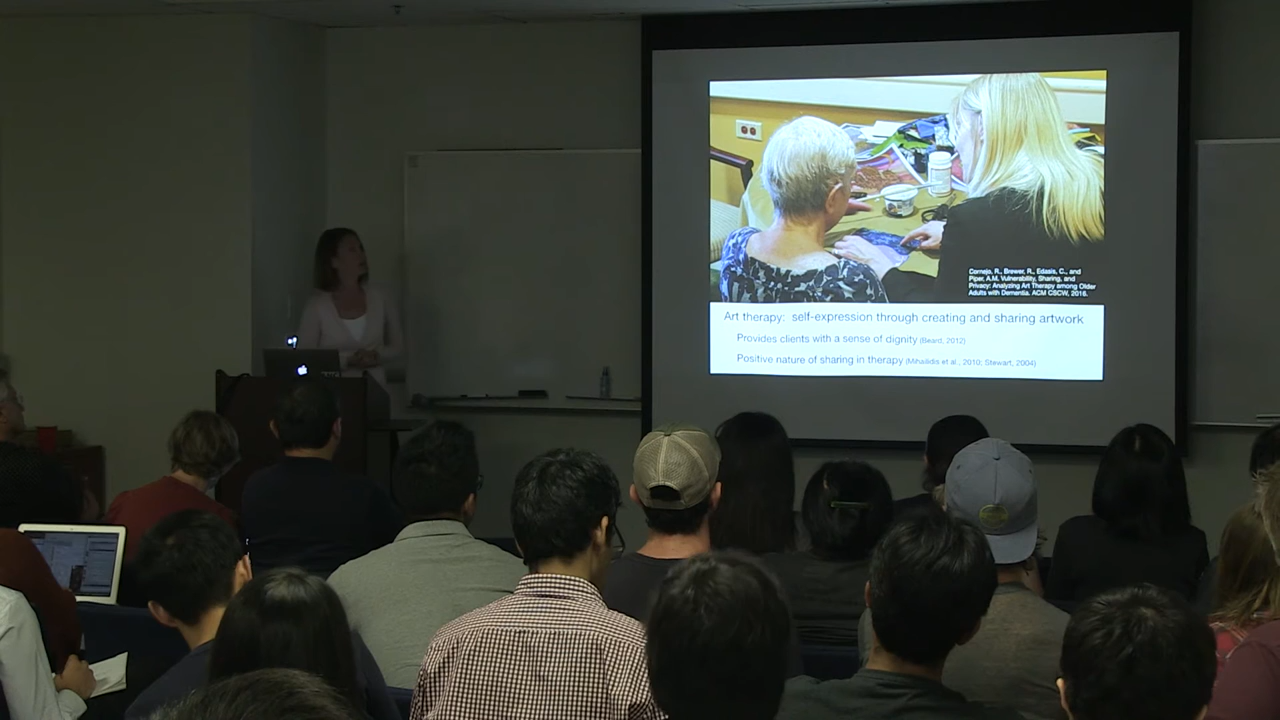 Cornejo, R., Brewer, R., Edasis, C., and
Piper, A.M. Vulnerability, Sharing, and
Privacy: Analyzing Art Therapy among Older
Adults with Dementia. ACM CSCW, 2016.
Art therapy: self-expression through creating and sharing artwork
Provides clients with a sense of dignity (Beard, 2012)
Positive nature of sharing in therapy (Mihailidis et al., 2010; Stewart, 2004)